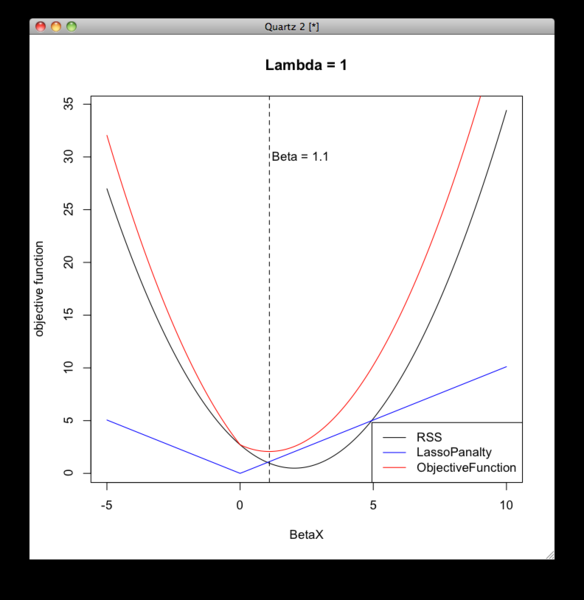 Quartz 2 [*]
Lambda = 1
objective function
35
30
25
20
15
10
5
0
Beta = 1.1
RSS
LassoPanalty
ObjectiveFunction
-5 0 5 10
BetaX